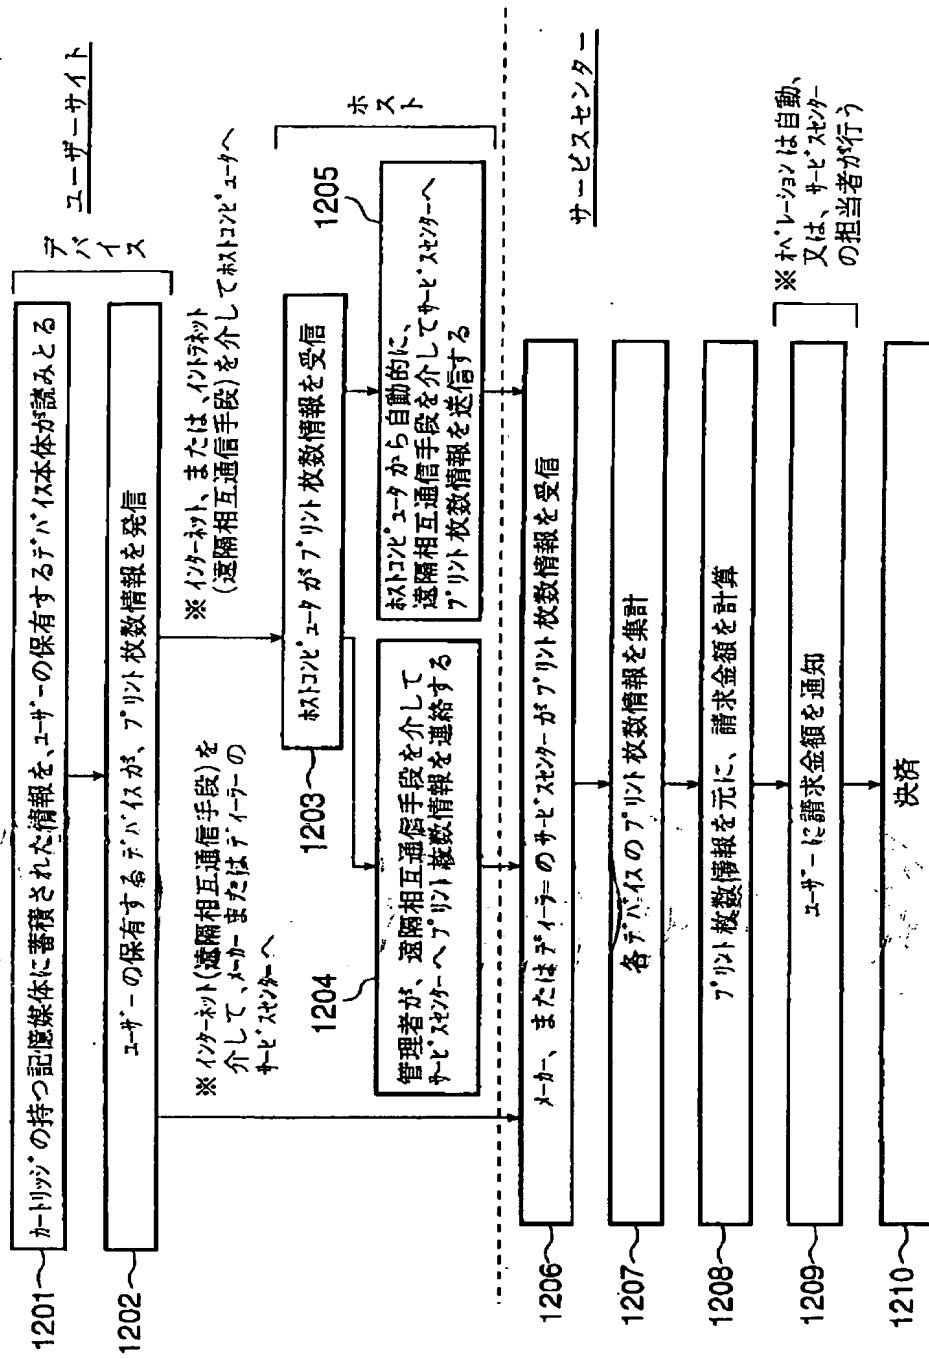 ユーザーサイト
デバイス
1201
カートリッジの持つ記憶媒体に蓄積された情報を、ユーザーの保有するデバイス本体が読みとる
1202
ユーザーの保有するデバイスが、プリント枚数情報を発信
※インターネット(遠隔相互通信手段)を
介して、メーカーまたはディーラーの
サービスセンターへ
※インターネット、または、イントラネット
(遠隔相互通信手段)を介してホストコンピュータへ
ホスト
1203
ホストコンピュータがプリント枚数情報を受信
1204
管理者が、遠隔相互通信手段を介して
サービスセンターへプリント枚数情報を連絡する
1205
ホストコンピュータから自動的に、
遠隔相互通信手段を介してサービスセンターへ
プリント枚数情報を送信する
サービスセンター
1206
メーカー、またはディーラーのサービスセンターがプリント枚数情報を受信
1207
各デバイスのプリント枚数情報を集計
1208
プリント枚数情報を元に、請求金額を計算
1209
ユーザーに請求金額を通知
※オペレーションは自動、
又は、サービスセンター
の担当者が行う
1210
決済